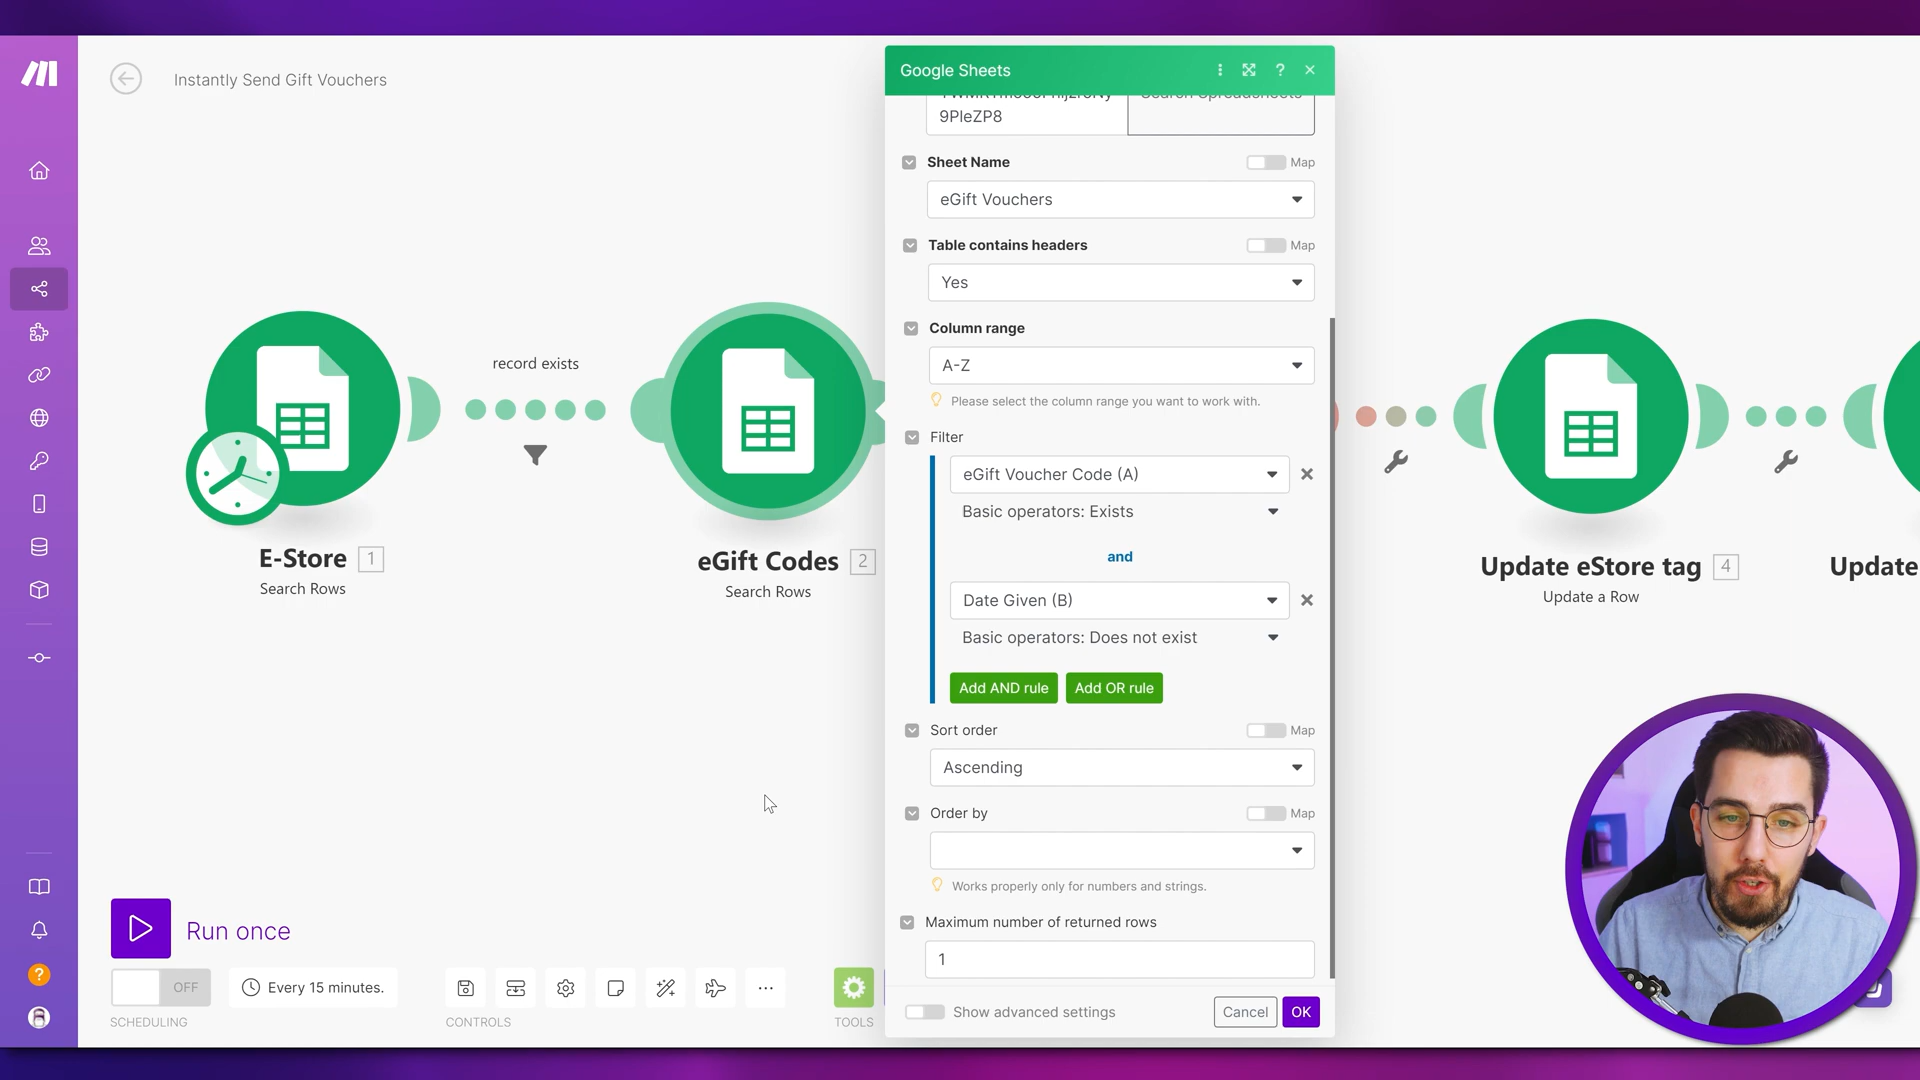 Instantly Send Gift Vouchers
Google Sheets
?
9PleZP8
Search Spreadsheets
Sheet Name
Map
eGift Vouchers
Table contains headers
Map
Yes
Column range
A-Z
Please select the column range you want to work with.
Filter
eGift Voucher Code (A)
Basic operators: Exists
and
Date Given (B)
Basic operators: Does not exist
Add AND rule
Add OR rule
Sort order
Map
Ascending
Order by
Map
Works properly only for numbers and strings.
Maximum number of returned rows
1
Show advanced settings
Cancel
OK
record exists
E-Store
1
Search Rows
eGift Codes
2
Search Rows
Update eStore tag
4
Update a Row
Update
Run once
OFF
Every 15 minutes.
SCHEDULING
CONTROLS
TOOLS
?